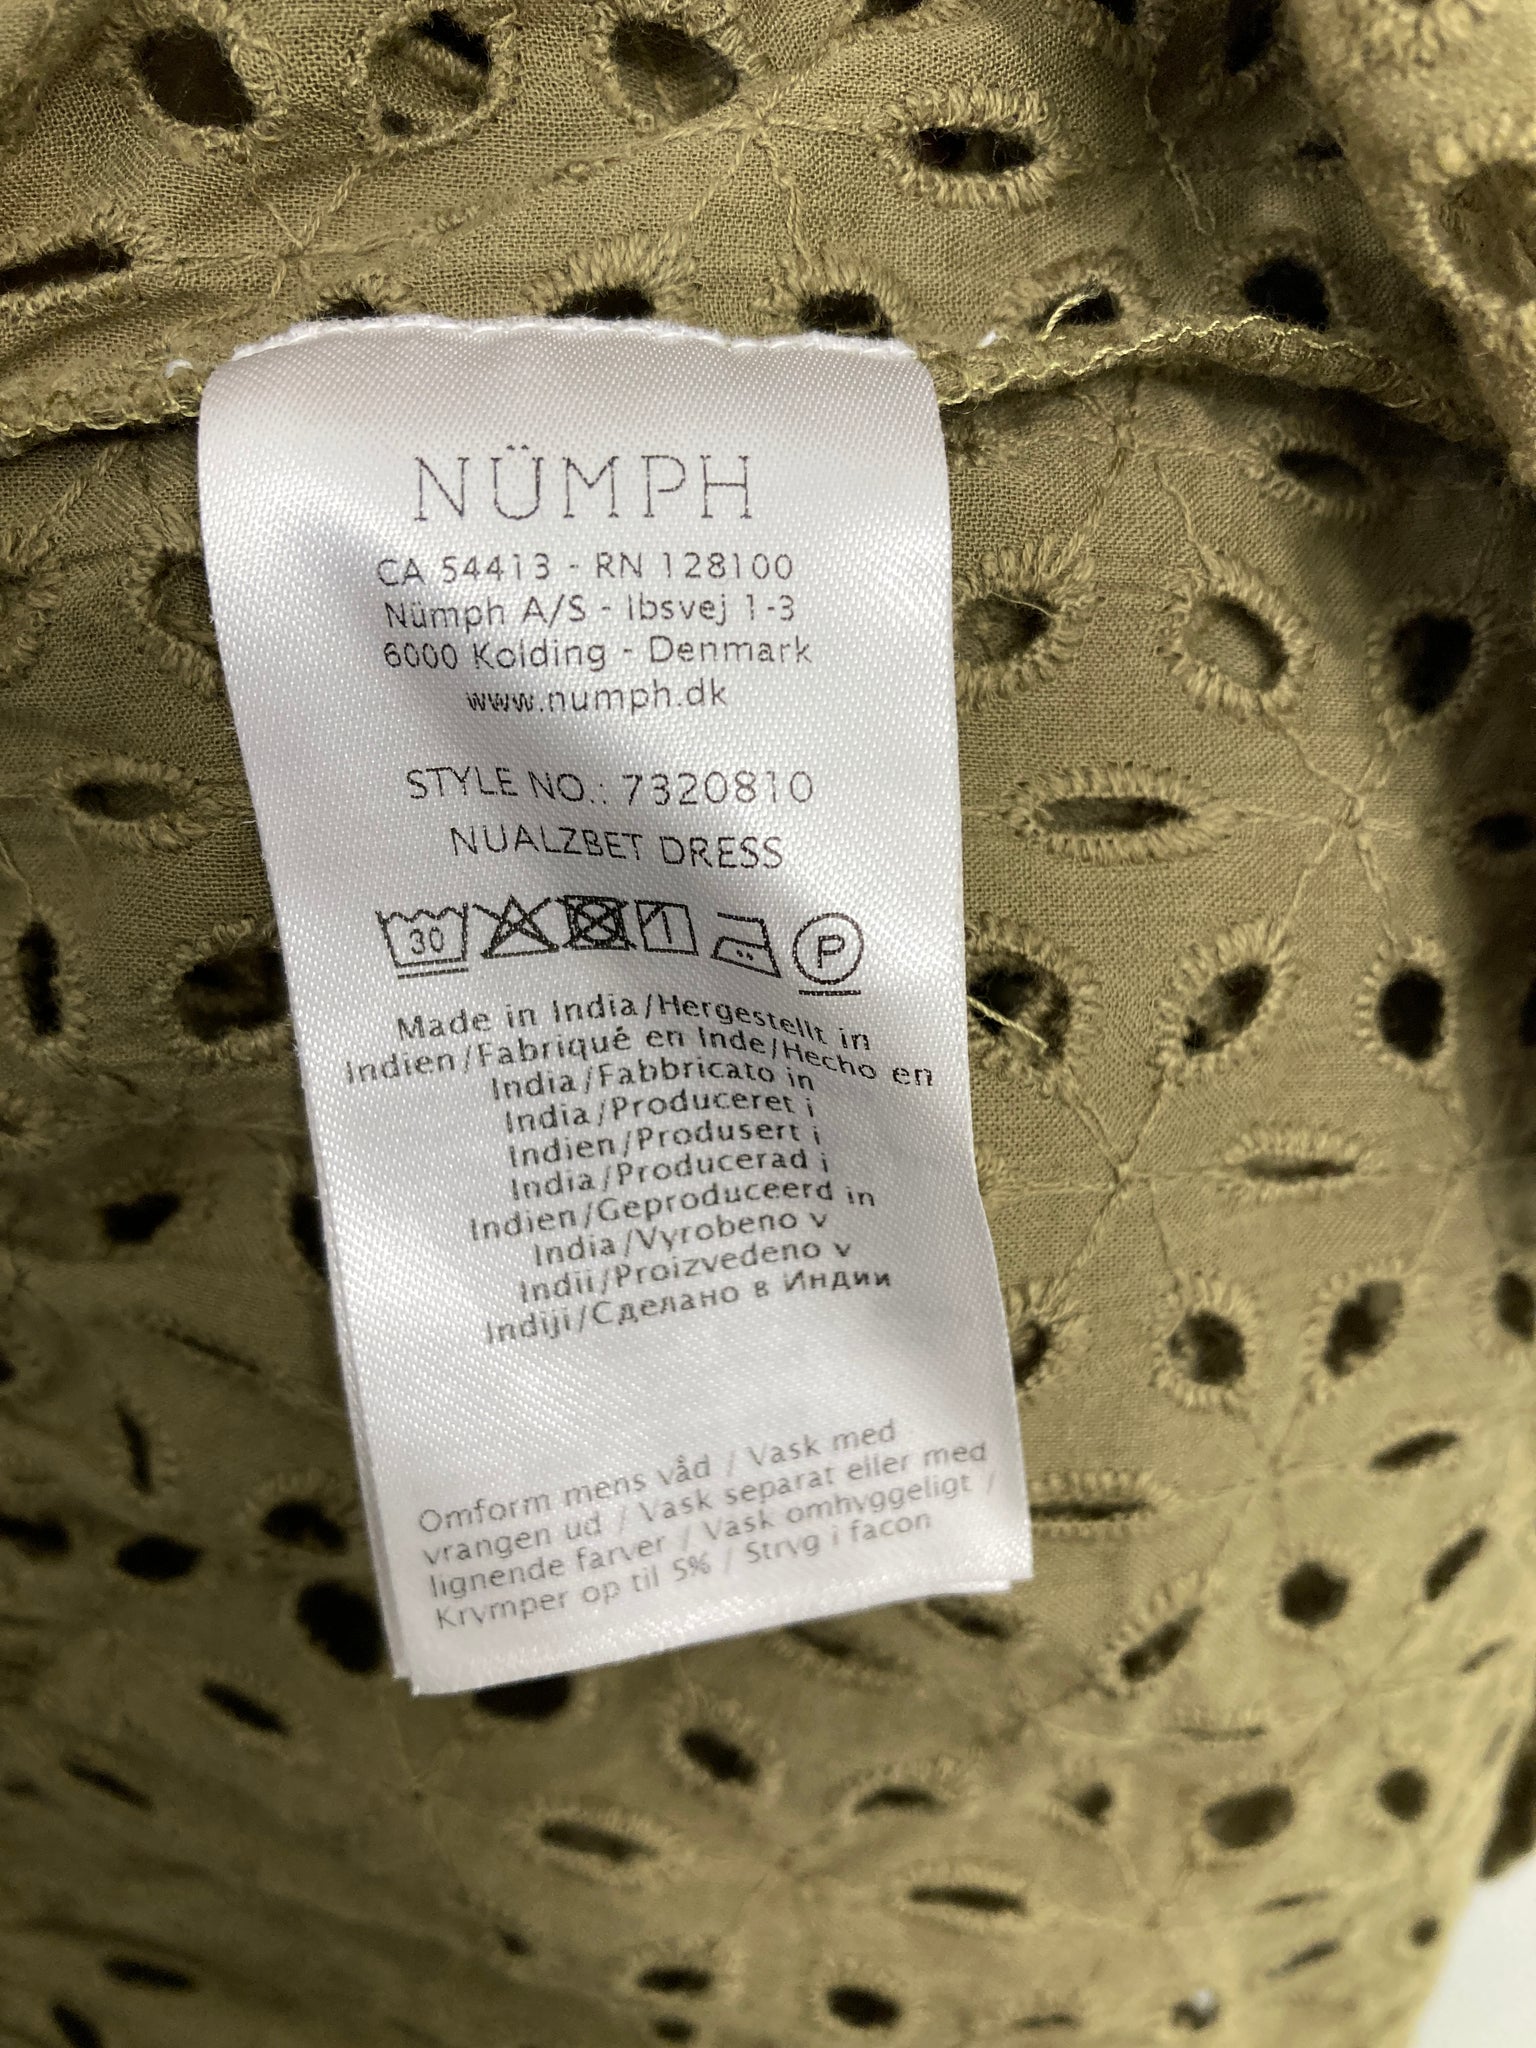 NÜMPH
CA 54413 - RN 128100
Nümph A/S - Ibsvej 1-3
6000 Kolding - Denmark
www.numph.dk
STYLE NO.: 7320810
NUALZBET DRESS
30 P
Made in India/Hergestellt in
Indien/Fabriqué en Inde/Hecho en
India/Fabbricato in
India/Produceret i
Indien/Produsert i
India/Producerad i
Indien/Geproduceerd in
India/Vyrobeno v
Indii/Proizvedeno v
Indiji/Сделано в Индии
Omform mens våd / Vask med
vrangen ud / Vask separat eller med
lignende farver / Vask omhyggeligt /
Krymper op til 5% / Stryg i facon